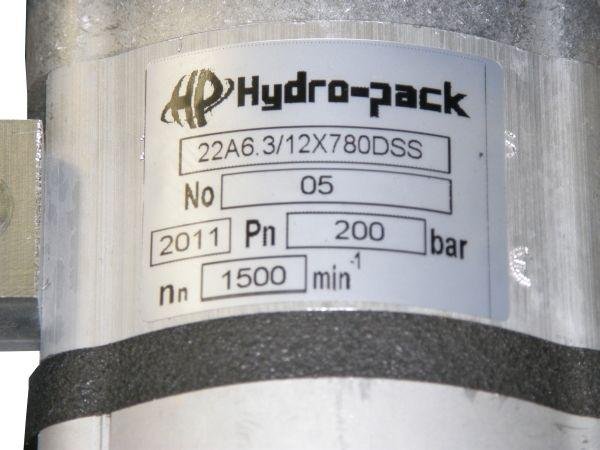 HP Hydro-pack
22A6.3/12X780DSS
No 05
2011 Pn 200 bar
nn 1500 min-1